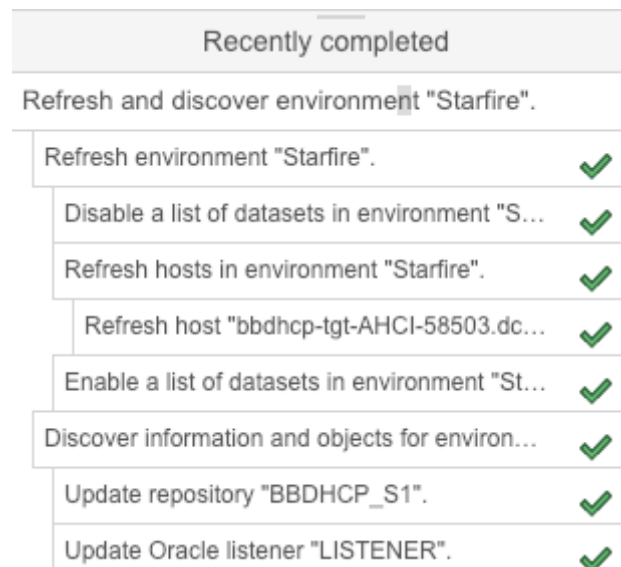 Recently completed
Refresh and discover environment "Starfire".
Refresh environment "Starfire".
Disable a list of datasets in environment "S...
Refresh hosts in environment "Starfire".
Refresh host "bbdhcp-tgt-AHCI-58503.dc...
Enable a list of datasets in environment "St...
Discover information and objects for environ...
Update repository "BBDHCP_S1".
Update Oracle listener "LISTENER".